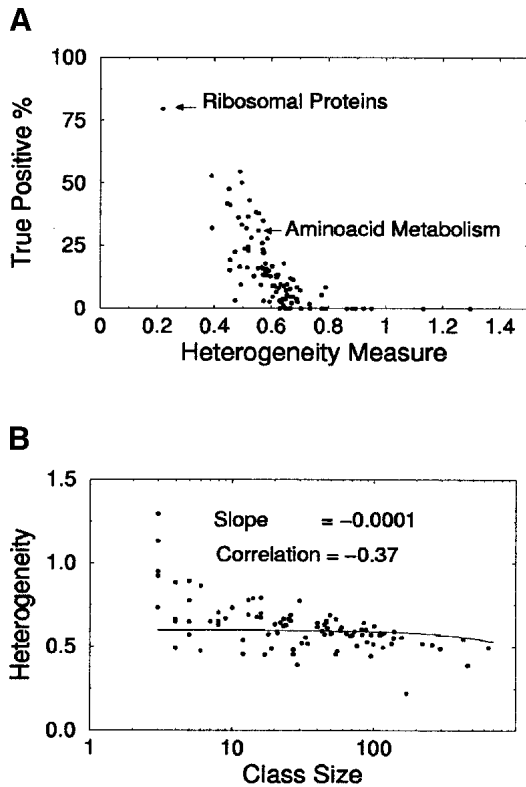 A
100
75
50
25
0
True Positive %
Ribosomal Proteins
Aminoacid Metabolism
0 0.2 0.4 0.6 0.8 1 1.2 1.4
Heterogeneity Measure
B
1.5
1.0
0.5
0.0
Heterogeneity
Slope = −0.0001
Correlation = −0.37
1 10 100
Class Size